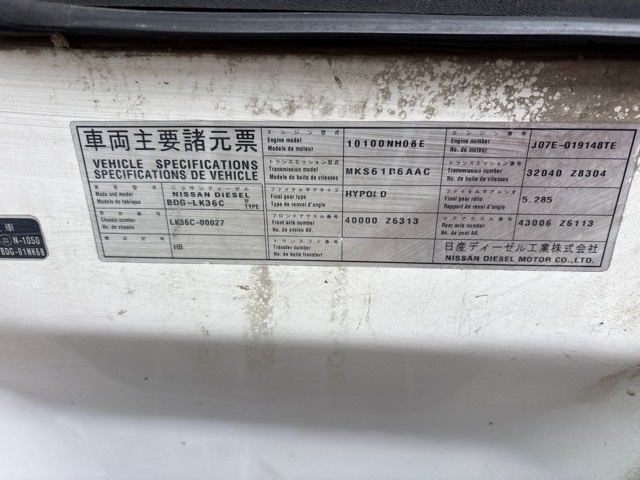 車両主要諸元票
VEHICLE SPECIFICATIONS
SPECIFICATIONS DE VEHICLE
Make and model
Modele de fabrique
ニッサンディーゼル
NISSAN DIESEL
BDG-LK36C 型 TYPE
車台番号
Chassis number
No. de chassis
LK36C-00027
HB
エンジン型式
Engine model
Modele de moteur
10100NH08E
トランスミッション型式
Transmission model
Modele de boite de vitesses
MKS61R6AAC
ファイナルギアタイプ
Final gear type
Type de renvoi d'angle
HYPOLD
フロントアクスル番号
Front axle number
No. de essieu AV.
40000 Z6313
トランスファ番号
Transfer number
No. de boite transfert
エンジン番号
Engine number
No. de moteur
J07E-019148TE
トランスミッション番号
Transmission number
No. de boite de vitesses
32040 Z8304
ファイナルギアレシオ
Final gear ratio
Rapport de renvoi d'angle
5.285
リヤアクスル番号
Rear axle number
No. de pont AR.
43006 Z6113
日産ディーゼル工業株式会社
NISSAN DIESEL MOTOR CO.,LTD.
車
N-1050
BDG-01NK6B